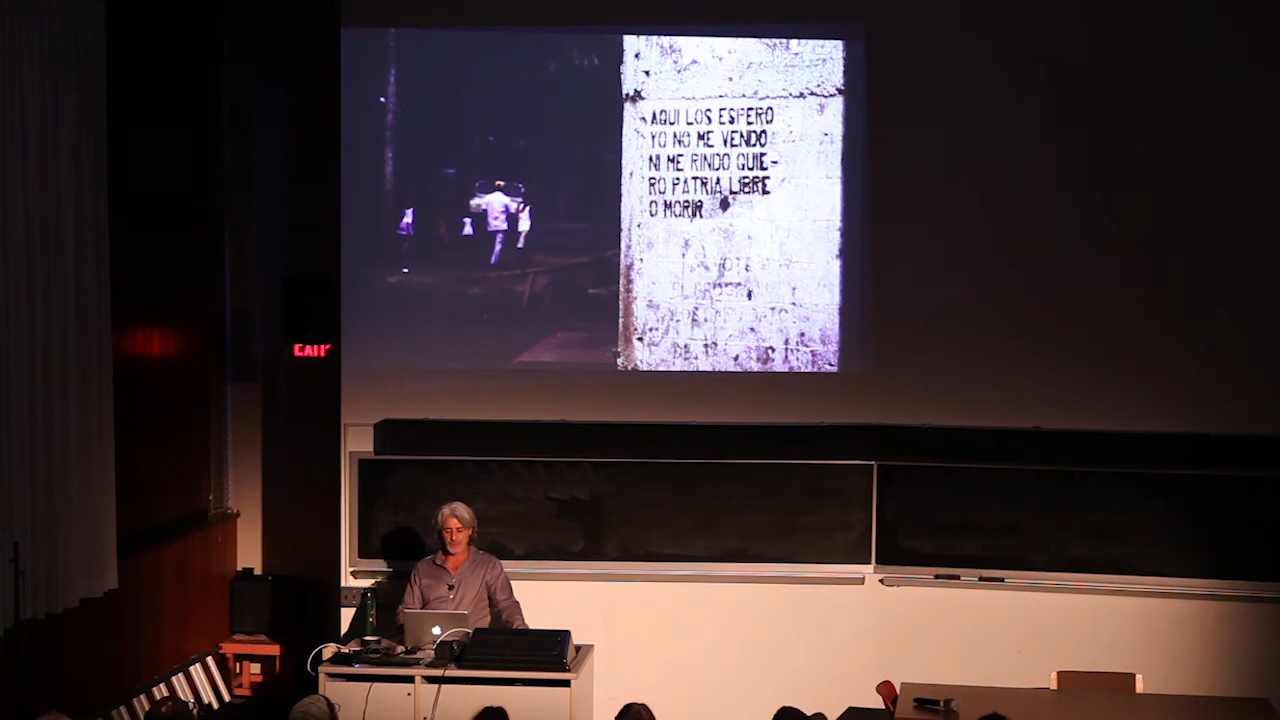 AQUI LOS ESPERO
YO NO ME VENDO
NI ME RINDO QUIE-
RO PATRIA LIBRE
O MORIR
EXIT